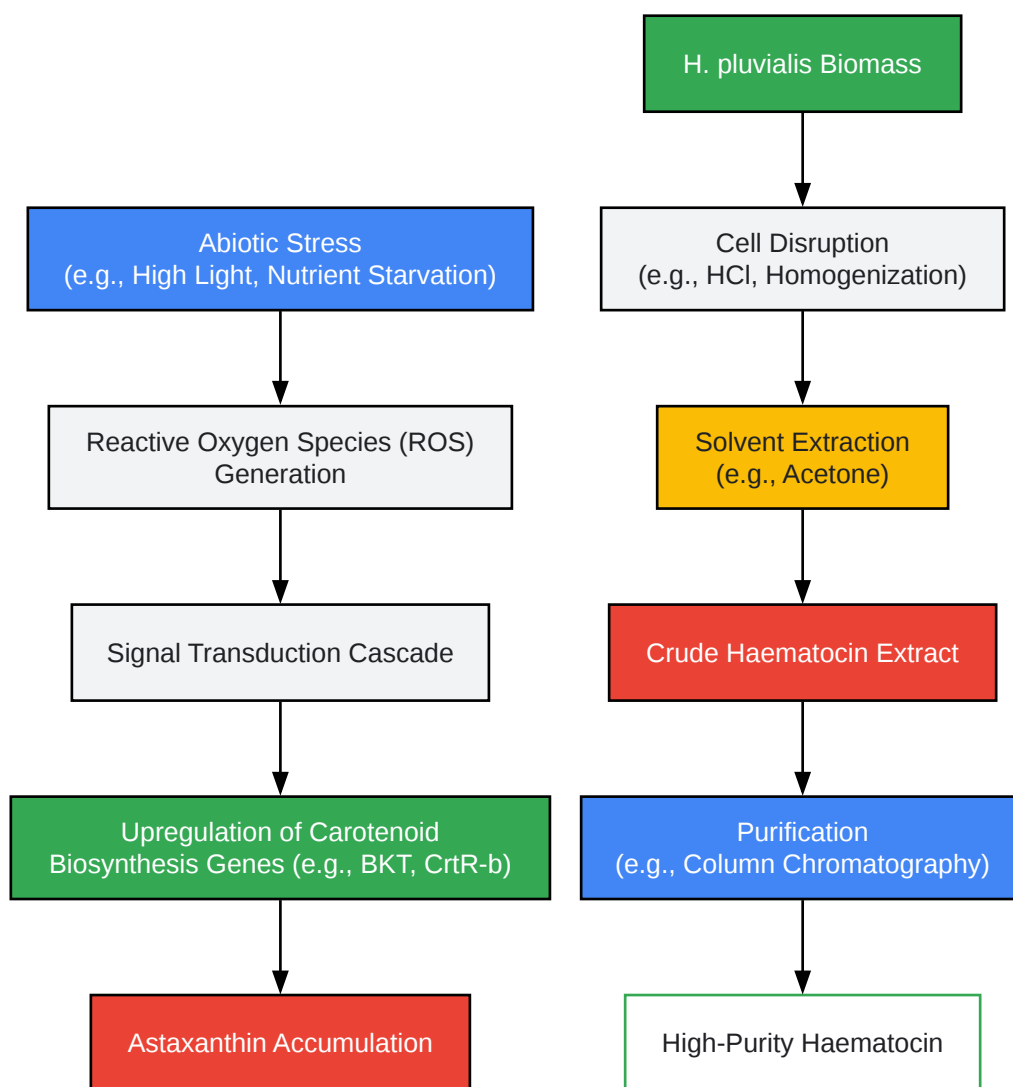 H. pluvialis Biomass
Abiotic Stress
(e.g., High Light, Nutrient Starvation)
Cell Disruption
(e.g., HCl, Homogenization)
Reactive Oxygen Species (ROS)
Generation
Solvent Extraction
(e.g., Acetone)
Signal Transduction Cascade
Crude Haematocin Extract
Upregulation of Carotenoid
Biosynthesis Genes (e.g., BKT, CrtR-b)
Purification
(e.g., Column Chromatography)
Astaxanthin Accumulation
High-Purity Haematocin